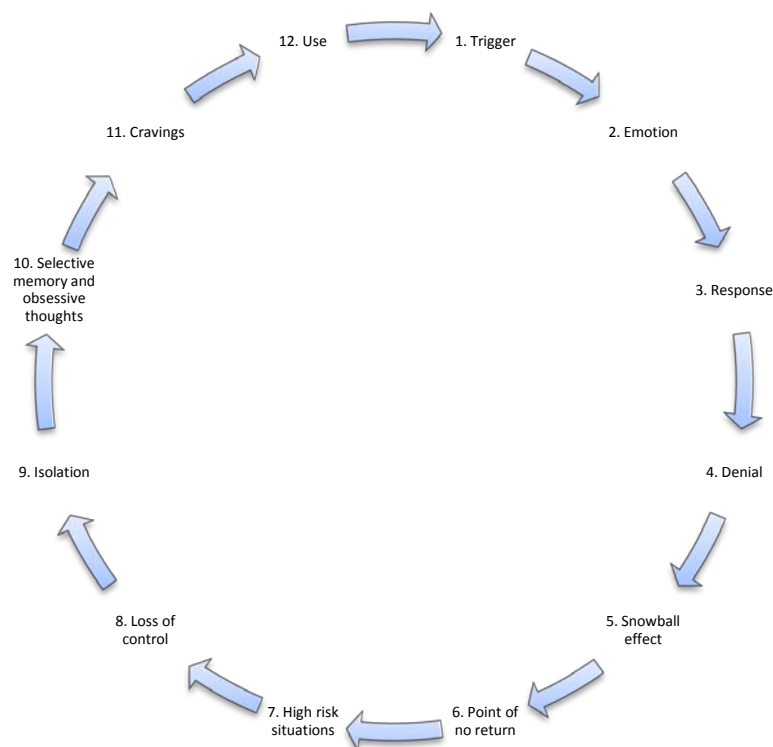 1. Trigger
2. Emotion
3. Response
4. Denial
5. Snowball
effect
6. Point of
no return
7. High risk
situations
8. Loss of
control
9. Isolation
10. Selective
memory and
obsessive
thoughts
11. Cravings
12. Use